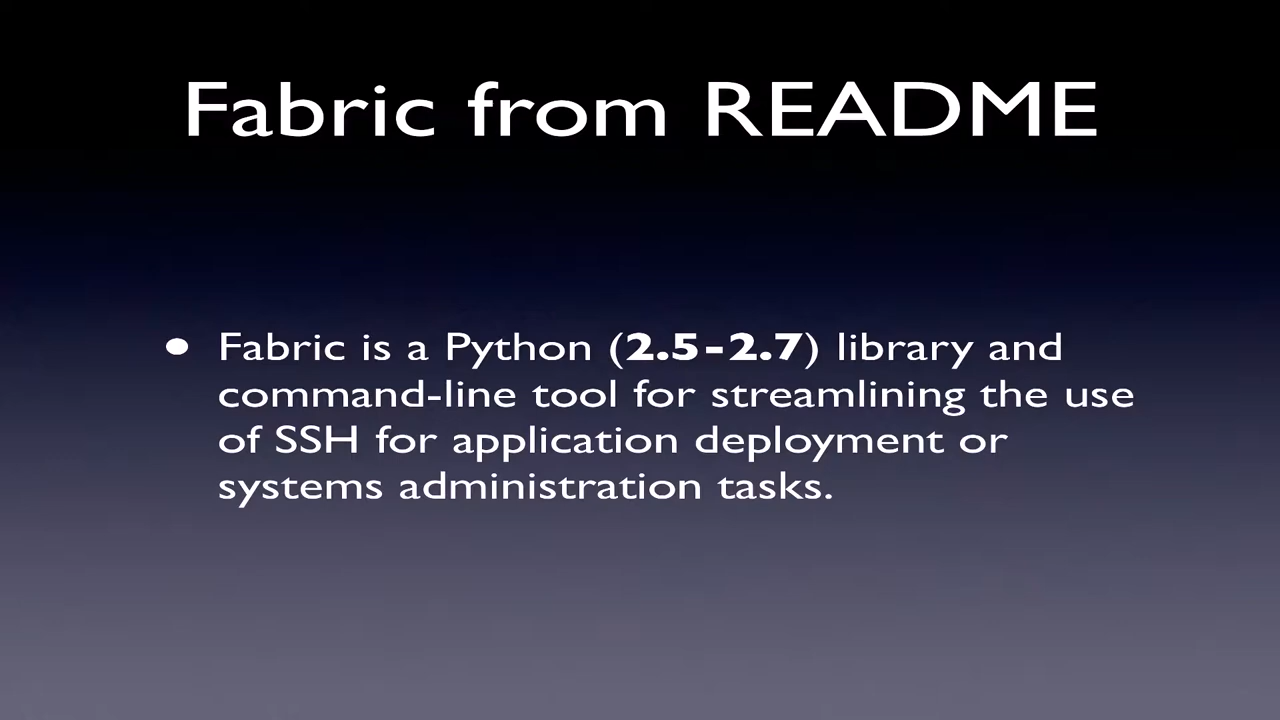 Fabric from README
• Fabric is a Python (2.5-2.7) library and
command-line tool for streamlining the use
of SSH for application deployment or
systems administration tasks.